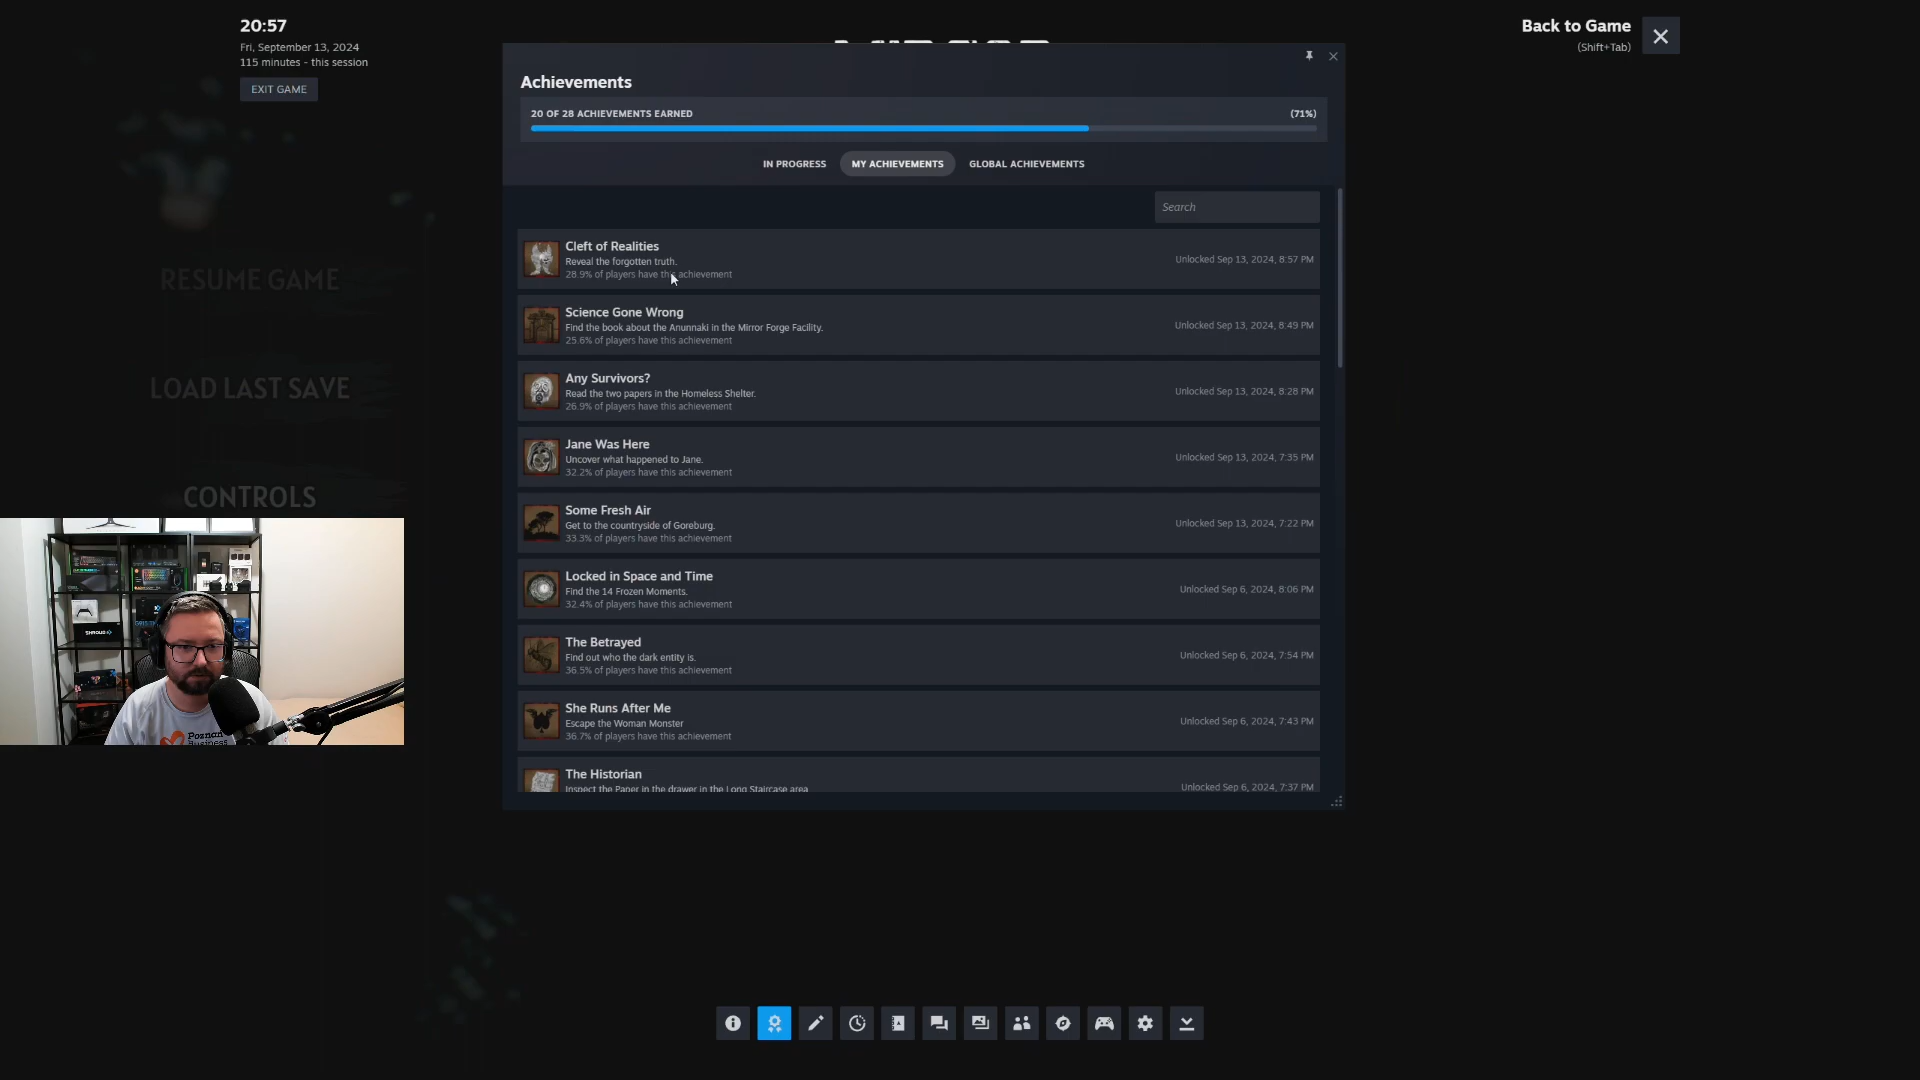 20:57
Fri, September 13, 2024
115 minutes - this session
EXIT GAME
Back to Game
(Shift+Tab)
Achievements
20 OF 28 ACHIEVEMENTS EARNED
(71%)
IN PROGRESS
MY ACHIEVEMENTS
GLOBAL ACHIEVEMENTS
Search
Cleft of Realities
Reveal the forgotten truth.
28.9% of players have this achievement
Unlocked Sep 13, 2024, 8:57 PM
Science Gone Wrong
Find the book about the Anunnaki in the Mirror Forge Facility.
25.6% of players have this achievement
Unlocked Sep 13, 2024, 8:49 PM
Any Survivors?
Read the two papers in the Homeless Shelter.
26.9% of players have this achievement
Unlocked Sep 13, 2024, 8:28 PM
Jane Was Here
Uncover what happened to Jane.
32.2% of players have this achievement
Unlocked Sep 13, 2024, 7:35 PM
Some Fresh Air
Get to the countryside of Goreburg.
33.3% of players have this achievement
Unlocked Sep 13, 2024, 7:22 PM
Locked in Space and Time
Find the 14 Frozen Moments.
32.4% of players have this achievement
Unlocked Sep 6, 2024, 8:06 PM
The Betrayed
Find out who the dark entity is.
36.5% of players have this achievement
Unlocked Sep 6, 2024, 7:54 PM
She Runs After Me
Escape the Woman Monster
36.7% of players have this achievement
Unlocked Sep 6, 2024, 7:43 PM
The Historian
Inspect the Paper in the drawer in the Long Staircase area
Unlocked Sep 6, 2024, 7:37 PM
RESUME GAME
LOAD LAST SAVE
CONTROLS
SHROUD
Poznań
Business